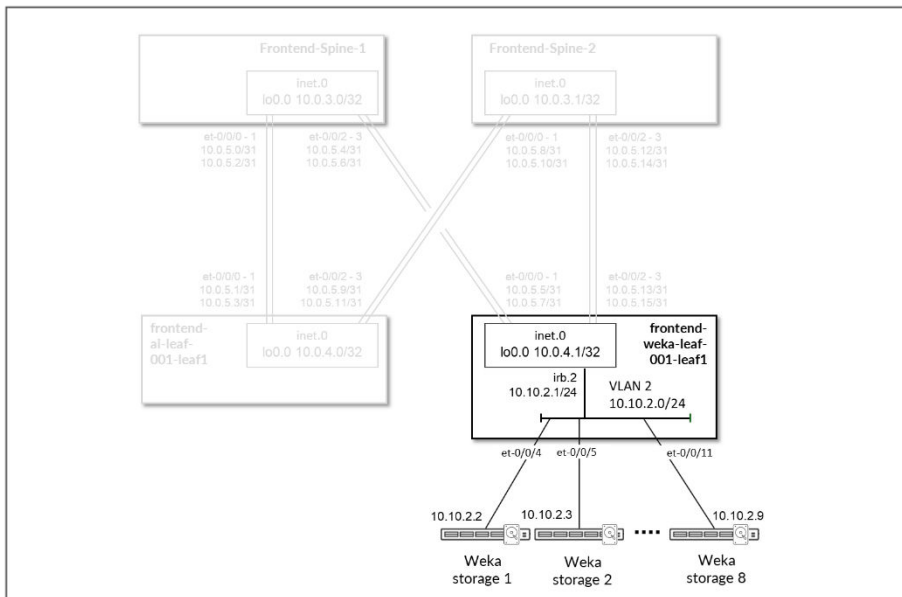 Frontend-Spine-1
inet.0
lo0.0 10.0.3.0/32
Frontend-Spine-2
inet.0
lo0.0 10.0.3.1/32
et-0/0/0 - 1
10.0.5.0/31
10.0.5.2/31
et-0/0/2 - 3
10.0.5.4/31
10.0.5.6/31
et-0/0/0 - 1
10.0.5.8/31
10.0.5.10/31
et-0/0/2 - 3
10.0.5.12/31
10.0.5.14/31
et-0/0/0 - 1
10.0.5.1/31
10.0.5.3/31
et-0/0/2 - 3
10.0.5.9/31
10.0.5.11/31
et-0/0/0 - 1
10.0.5.5/31
10.0.5.7/31
et-0/0/2 - 3
10.0.5.13/31
10.0.5.15/31
frontend-
ai-leaf-
001-leaf1
inet.0
lo0.0 10.0.4.0/32
inet.0
lo0.0 10.0.4.1/32
frontend-
weka-leaf-
001-leaf1
irb.2
10.10.2.1/24
VLAN 2
10.10.2.0/24
et-0/0/4
et-0/0/5
et-0/0/11
10.10.2.2
10.10.2.3
10.10.2.9
Weka
storage 1
Weka
storage 2
Weka
storage 8